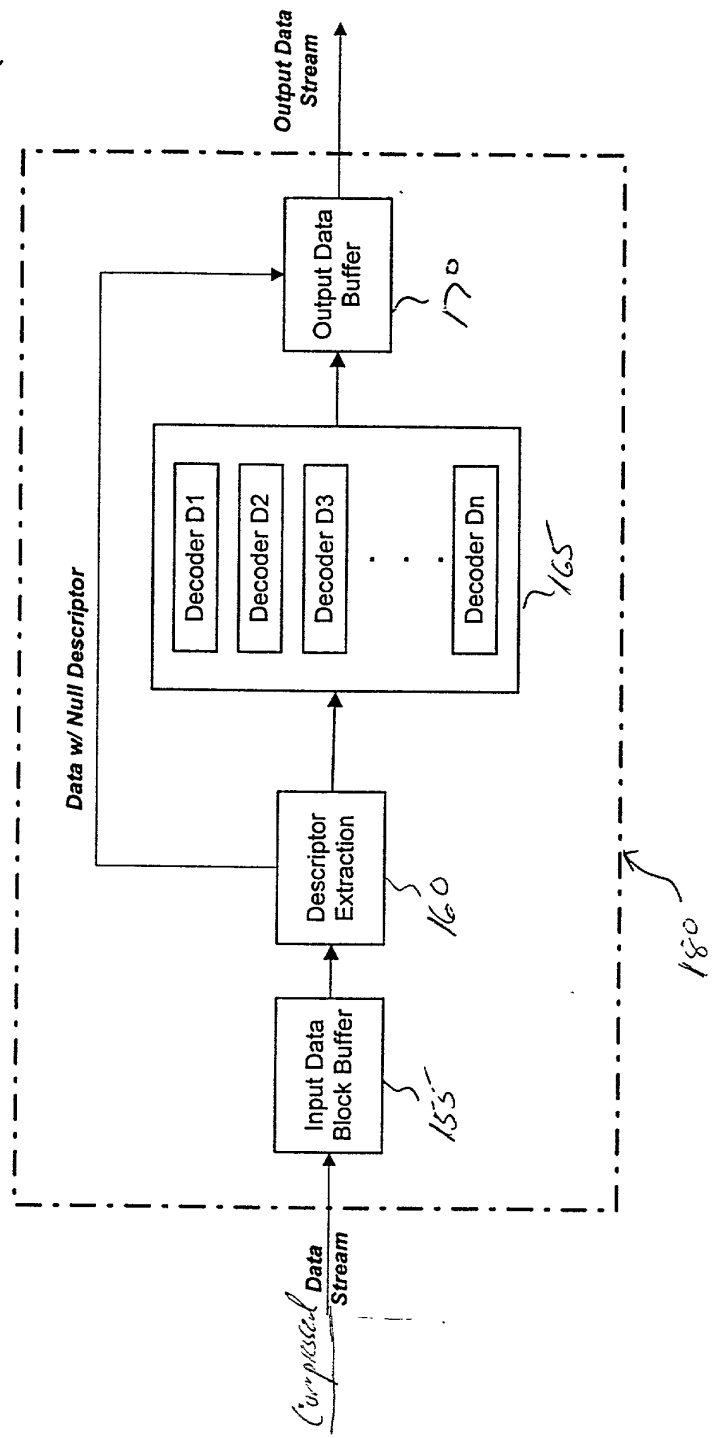 Compressed
Data
Stream
Input Data
Block Buffer
155
Descriptor
Extraction
160
Data w/ Null Descriptor
Decoder D1
Decoder D2
Decoder D3
. . .
Decoder Dn
165
Output Data
Buffer
170
Output Data
Stream
180